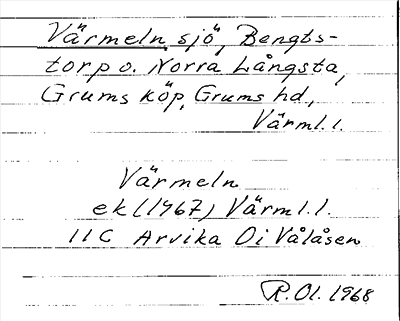 Värmeln, sjö, Bengts-
torp o. Norra Långsta,
Grums köp, Grums hd,
Värml. l.
Värmeln
ek (1967) Värml. l.
11C Arvika Oi Vålåsen
R. Ol. 1968